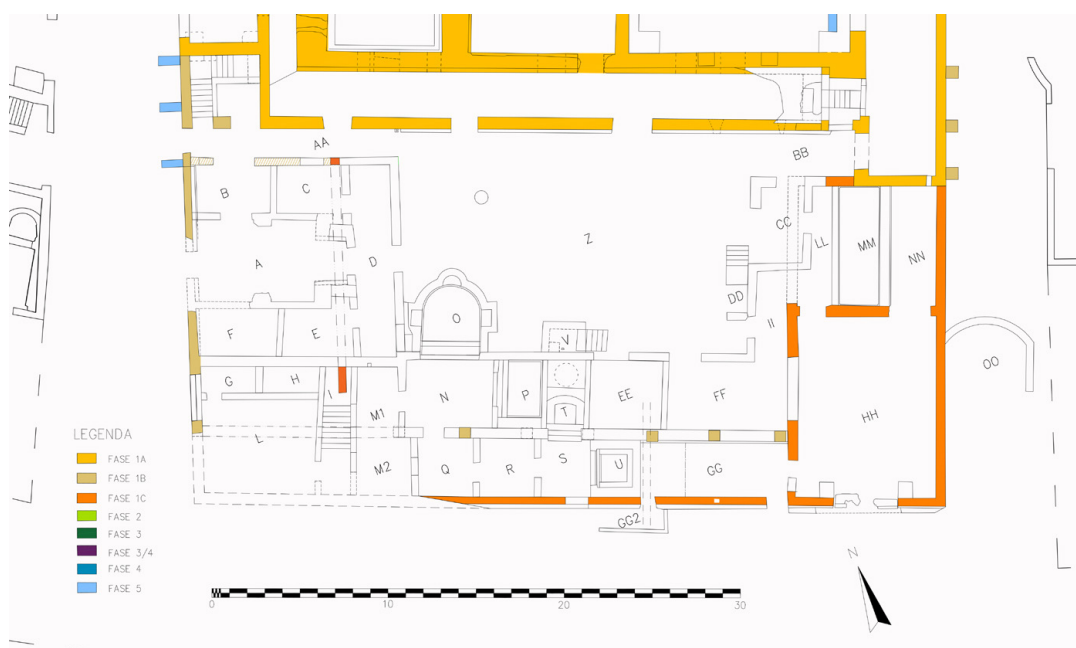 AA
BB
B
C
CC
Z
LL
MM
NN
A
D
DD
O
II
F
E
V
OO
G
H
I
M1
N
P
T
EE
FF
HH
LEGENDA
L
M2
Q
R
S
U
GG
FASE 1A
FASE 1B
FASE 1C
FASE 2
FASE 3
FASE 3/4
FASE 4
FASE 5
GG2
N
0
10
20
30